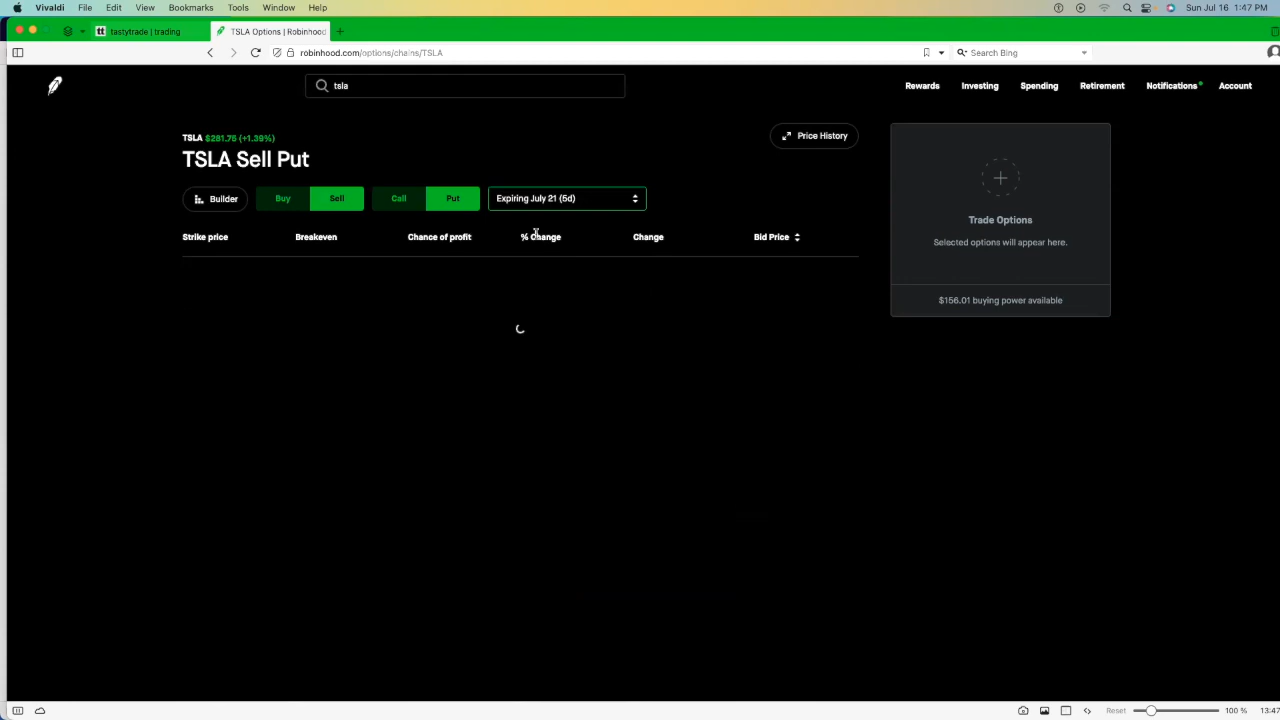 Vivaldi File Edit View Bookmarks Tools Window Help Sun Jul 16 1:47 PM
tt tastytrade | trading TSLA Options | Robinhood
robinhood.com/options/chains/TSLA Search Bing
tsla Rewards Investing Spending Retirement Notifications Account
TSLA $281.75 (+1.39%) Price History
TSLA Sell Put
Builder Buy Sell Call Put Expiring July 21 (5d)
Strike price Breakeven Chance of profit % Change Change Bid Price
Trade Options
Selected options will appear here.
$156.01 buying power available
Reset 100 % 13:47